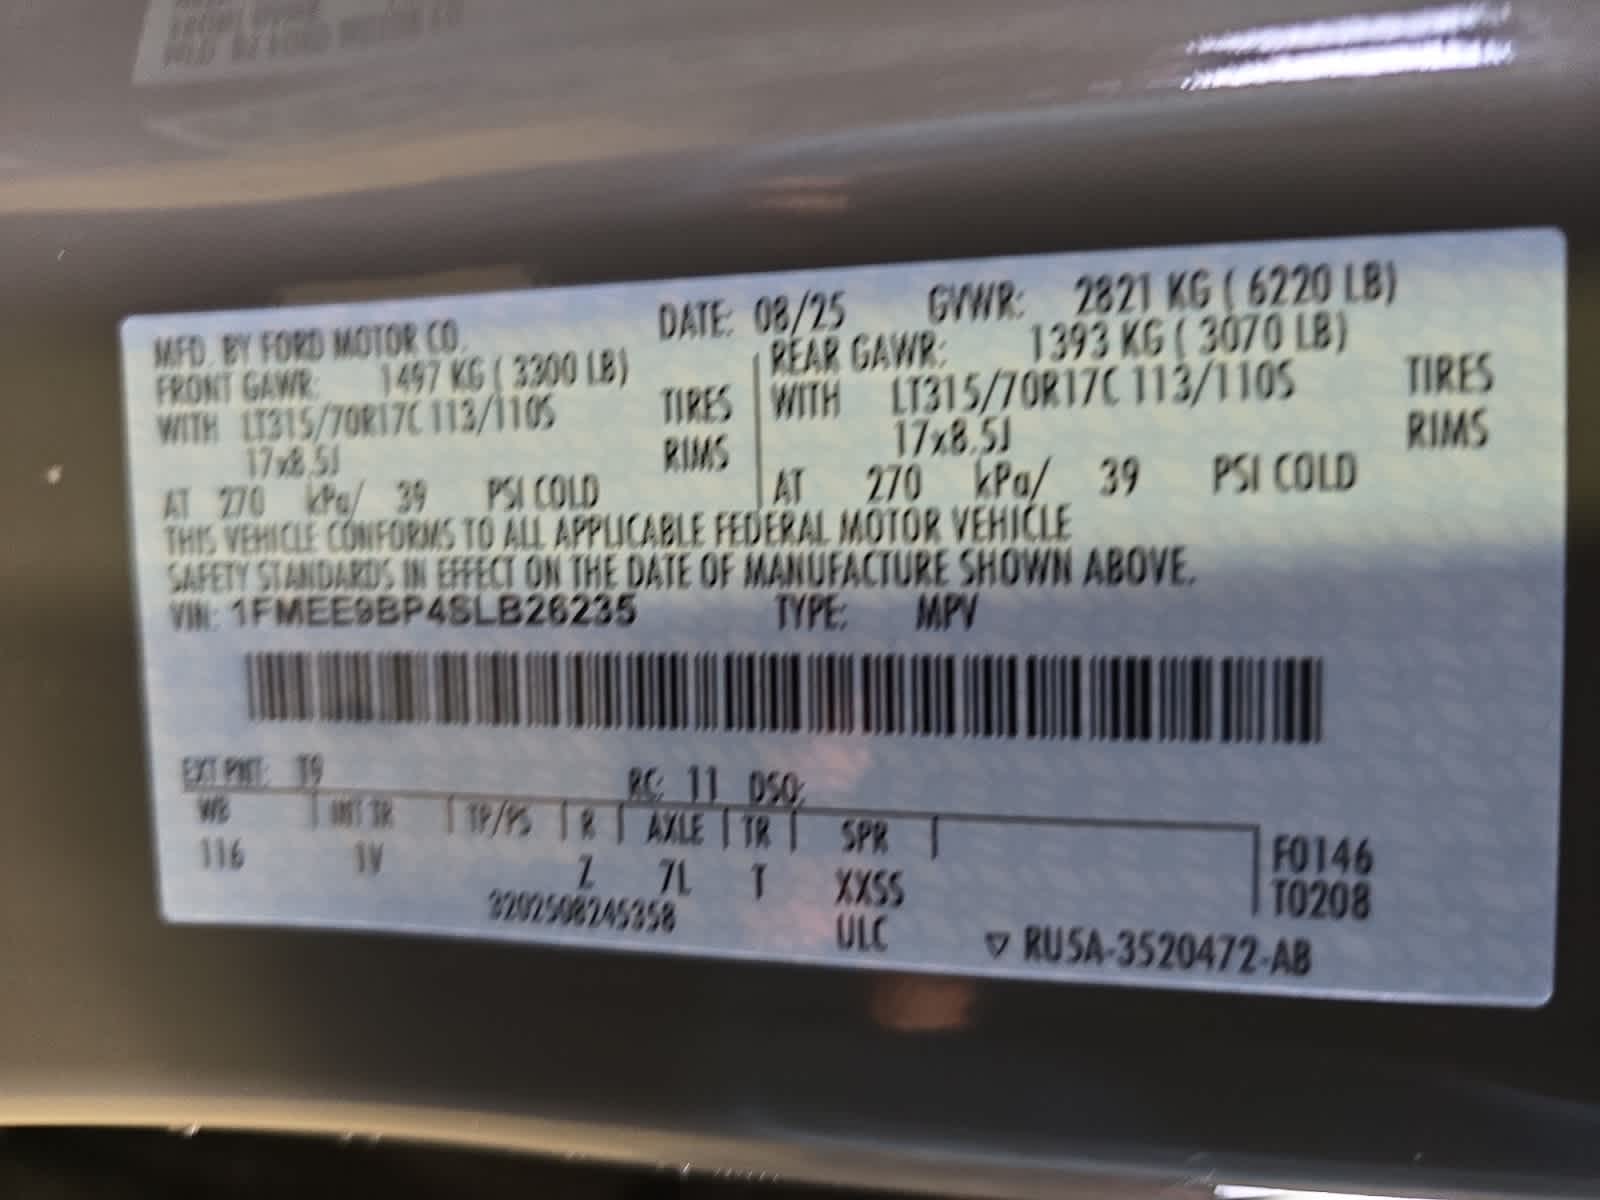 MFD. BY FORD MOTOR CO. DATE: 08/25 GVWR: 2821 KG ( 6220 LB)
FRONT GAWR: 1497 KG ( 3300 LB) REAR GAWR: 1393 KG ( 3070 LB)
WITH LT315/70R17C 113/110S TIRES WITH LT315/70R17C 113/110S TIRES
17x8.5J RIMS 17x8.5J RIMS
AT 270 kPa/ 39 PSI COLD AT 270 kPa/ 39 PSI COLD
THIS VEHICLE CONFORMS TO ALL APPLICABLE FEDERAL MOTOR VEHICLE
SAFETY STANDARDS IN EFFECT ON THE DATE OF MANUFACTURE SHOWN ABOVE.
VIN: 1FMEE9BP4SLB26235 TYPE: MPV
EXT PNT: T9 RC: 11 DSO:
WB INT TR TP/PS R AXLE TR SPR F0146
116 1V Z 7L T XXSS T0208
3202508245358 ULC ▽ RU5A-3520472-AB